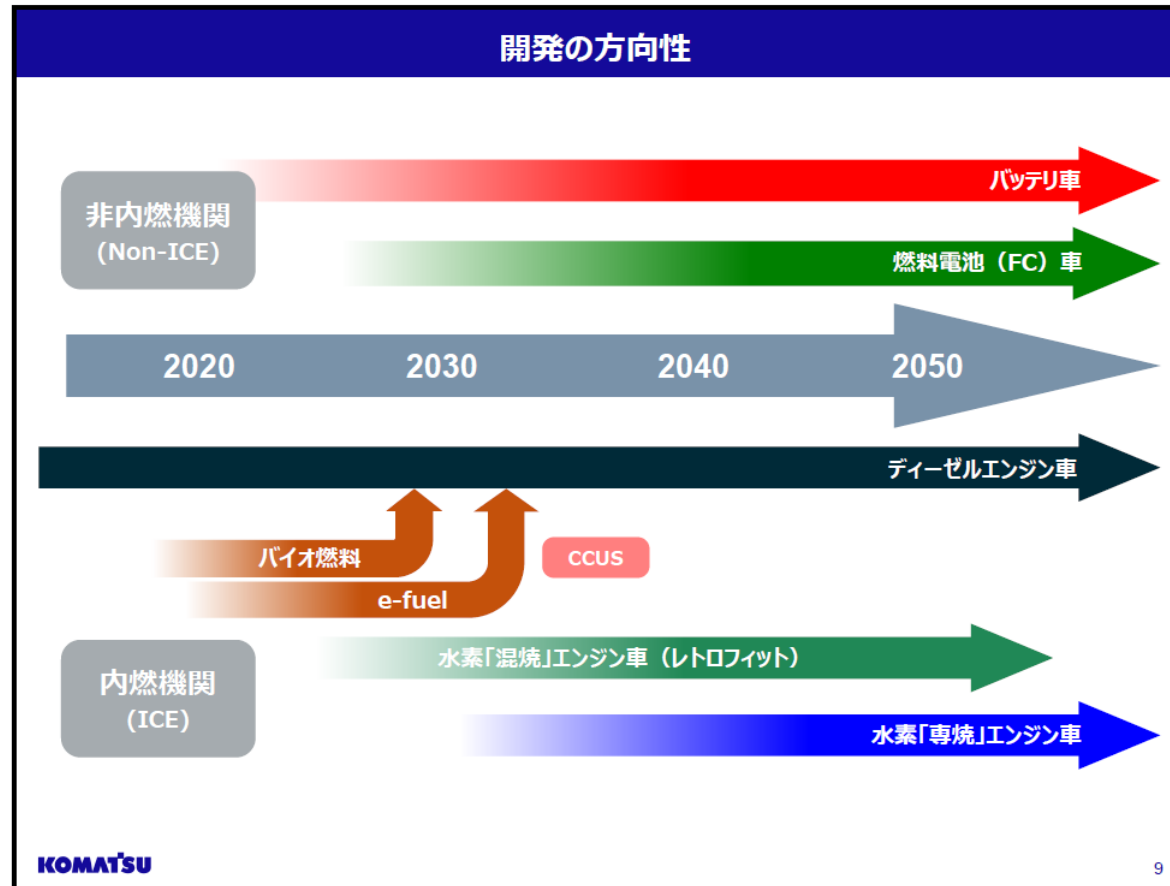 開発の方向性
非内燃機関
(Non-ICE)
バッテリ車
燃料電池（FC）車
2020 2030 2040 2050
ディーゼルエンジン車
バイオ燃料
e-fuel
CCUS
内燃機関
(ICE)
水素「混焼」エンジン車（レトロフィット）
水素「専焼」エンジン車
KOMATSU
9